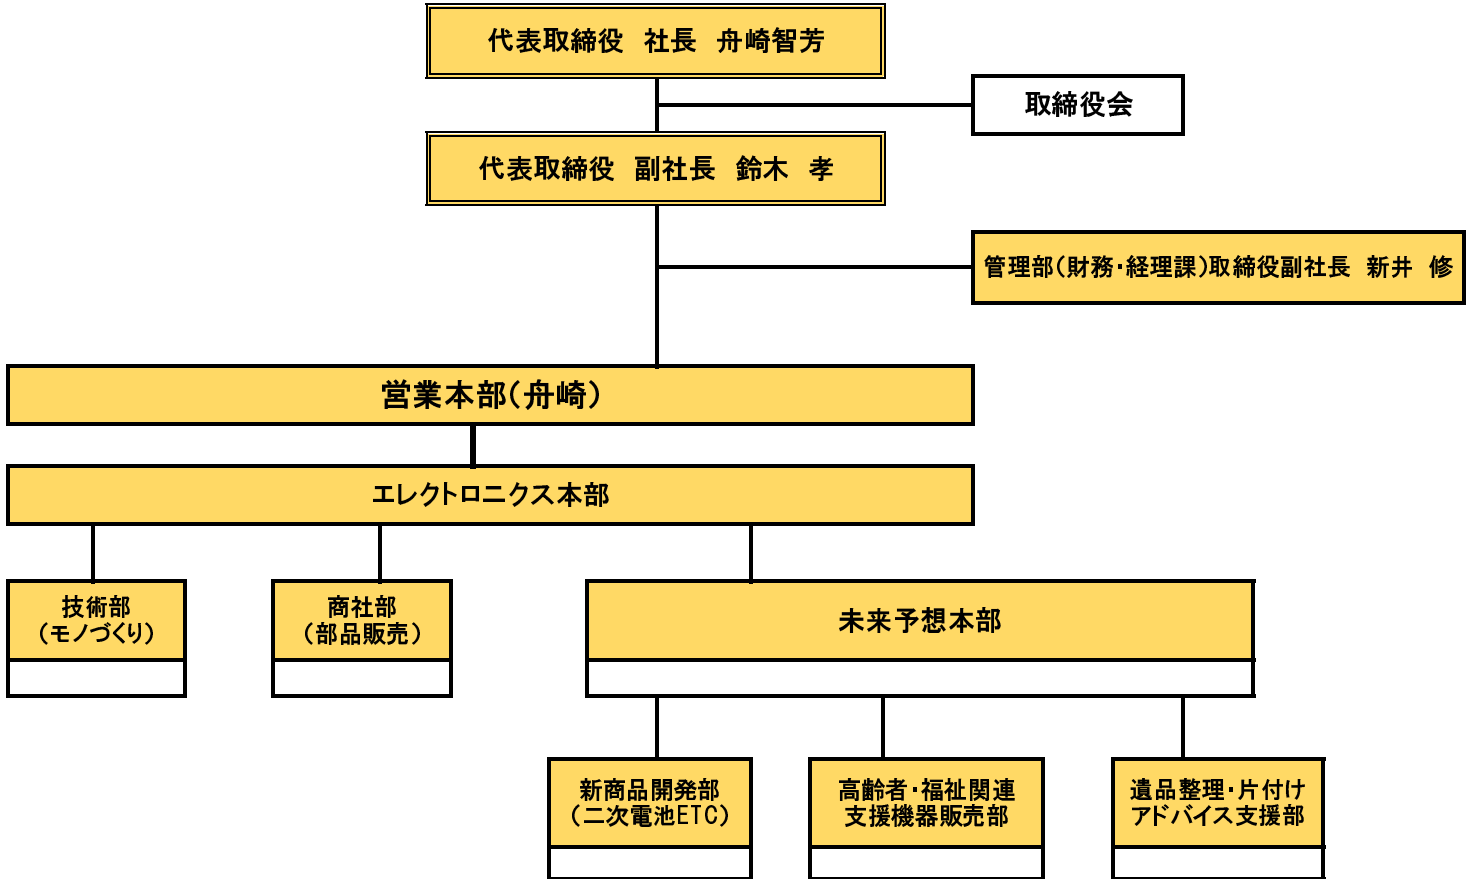 代表取締役　社長　舟崎智芳
取締役会
代表取締役　副社長　鈴木　孝
管理部(財務・経理課)取締役副社長　新井　修
営業本部(舟崎)
エレクトロニクス本部
技術部
(モノづくり)
商社部
(部品販売)
未来予想本部
新商品開発部
(二次電池ETC)
高齢者・福祉関連
支援機器販売部
遺品整理・片付け
アドバイス支援部